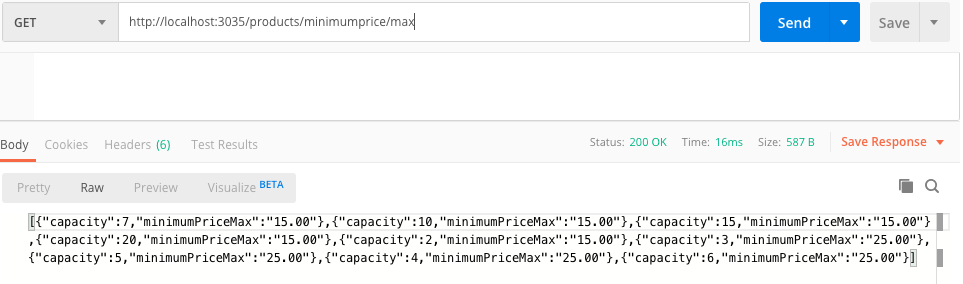 GET http://localhost:3035/products/minimumprice/max Send Save
Body Cookies Headers (6) Test Results Status: 200 OK Time: 16ms Size: 587 B Save Response
Pretty Raw Preview Visualize BETA
[{"capacity":7,"minimumPriceMax":"15.00"},{"capacity":10,"minimumPriceMax":"15.00"},{"capacity":15,"minimumPriceMax":"15.00"}
,{"capacity":20,"minimumPriceMax":"15.00"},{"capacity":2,"minimumPriceMax":"15.00"},{"capacity":3,"minimumPriceMax":"25.00"},
{"capacity":5,"minimumPriceMax":"25.00"},{"capacity":4,"minimumPriceMax":"25.00"},{"capacity":6,"minimumPriceMax":"25.00"}]